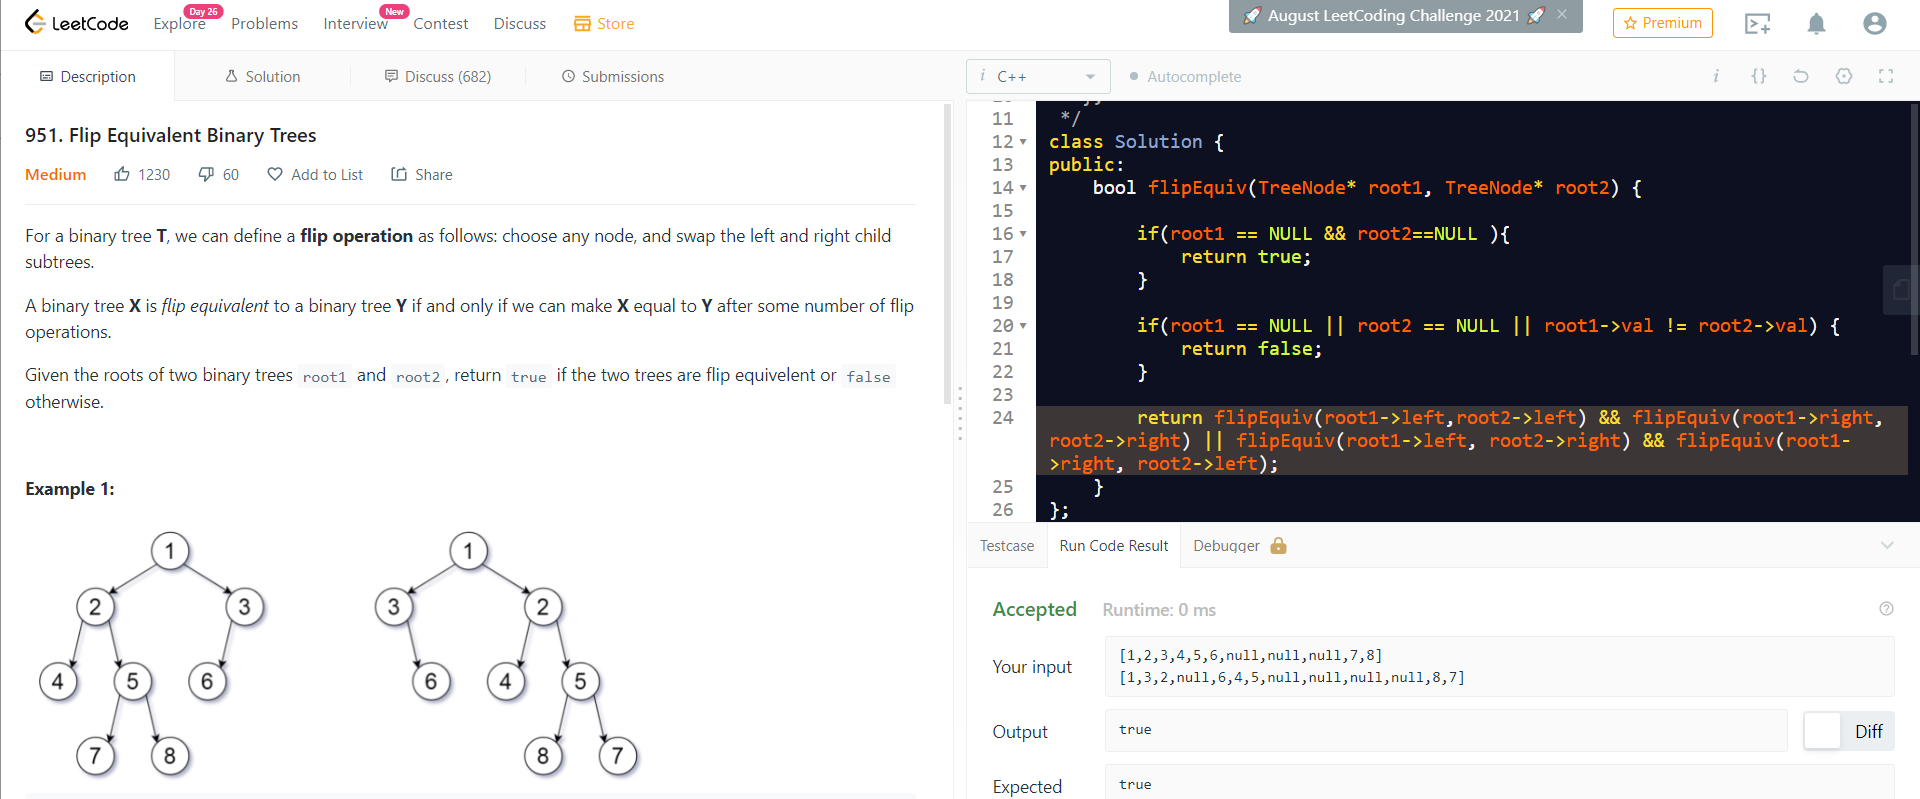 LeetCode Explore Day 26 Problems Interview New Contest Discuss Store
🚀 August LeetCoding Challenge 2021 🚀 ×
Premium
Description Solution Discuss (682) Submissions
951. Flip Equivalent Binary Trees
Medium 1230 60 Add to List Share
For a binary tree T, we can define a flip operation as follows: choose any node, and swap the left and right child
subtrees.
A binary tree X is flip equivalent to a binary tree Y if and only if we can make X equal to Y after some number of flip
operations.
Given the roots of two binary trees root1 and root2, return true if the two trees are flip equivelent or false
otherwise.
Example 1:
1
2 3
4 5 6
7 8
1
3 2
6 4 5
8 7
i C++ Autocomplete
i {}
11 */
12 class Solution {
13 public:
14 bool flipEquiv(TreeNode* root1, TreeNode* root2) {
15
16 if(root1 == NULL && root2==NULL ){
17 return true;
18 }
19
20 if(root1 == NULL || root2 == NULL || root1->val != root2->val) {
21 return false;
22 }
23
24 return flipEquiv(root1->left,root2->left) && flipEquiv(root1->right,
root2->right) || flipEquiv(root1->left, root2->right) && flipEquiv(root1-
>right, root2->left);
25 }
26 };
Testcase Run Code Result Debugger
Accepted Runtime: 0 ms
Your input
[1,2,3,4,5,6,null,null,null,7,8]
[1,3,2,null,6,4,5,null,null,null,null,8,7]
Output
true
Diff
Expected
true